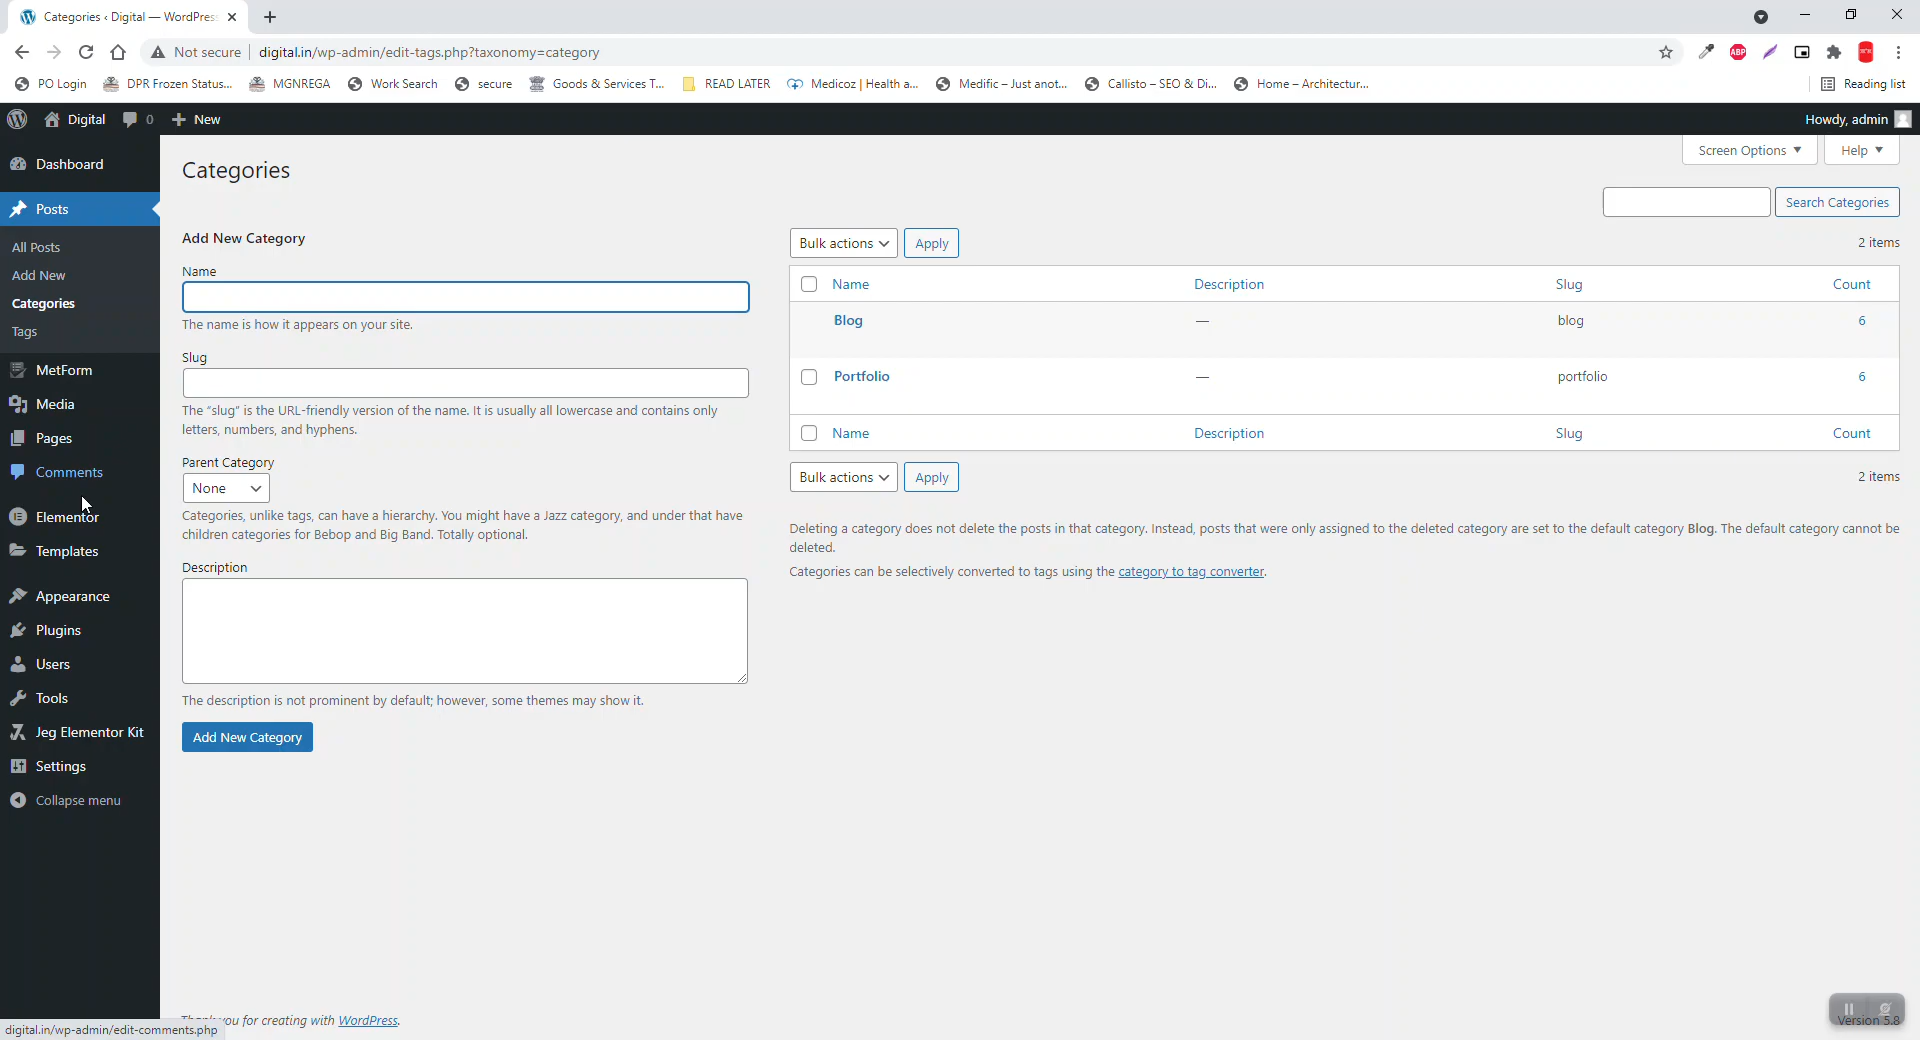 Categories ‹ Digital — WordPres
Not secure
digital.in/wp-admin/edit-tags.php?taxonomy=category
ABP
PO Login
DPR Frozen Status...
MGNREGA
Work Search
secure
Goods & Services T...
READ LATER
Medicoz | Health a...
Medific – Just anot...
Callisto – SEO & Di...
Home – Architectur...
Reading list
Digital
0
New
Howdy, admin
Dashboard
Posts
All Posts
Add New
Categories
Tags
MetForm
Media
Pages
Comments
Elementor
Templates
Appearance
Plugins
Users
Tools
Jeg Elementor Kit
Settings
Collapse menu
Categories
Screen Options
Help
Search Categories
Add New Category
Name
The name is how it appears on your site.
Slug
The “slug” is the URL-friendly version of the name. It is usually all lowercase and contains only
letters, numbers, and hyphens.
Parent Category
None
Categories, unlike tags, can have a hierarchy. You might have a Jazz category, and under that have
children categories for Bebop and Big Band. Totally optional.
Description
The description is not prominent by default; however, some themes may show it.
Add New Category
Bulk actions
Apply
2 items
Name Description Slug Count
Blog — blog 6
Portfolio — portfolio 6
Name Description Slug Count
Bulk actions
Apply
2 items
Deleting a category does not delete the posts in that category. Instead, posts that were only assigned to the deleted category are set to the default category Blog. The default category cannot be
deleted.
Categories can be selectively converted to tags using the category to tag converter.
you for creating with WordPress.
Version 5.8
digital.in/wp-admin/edit-comments.php